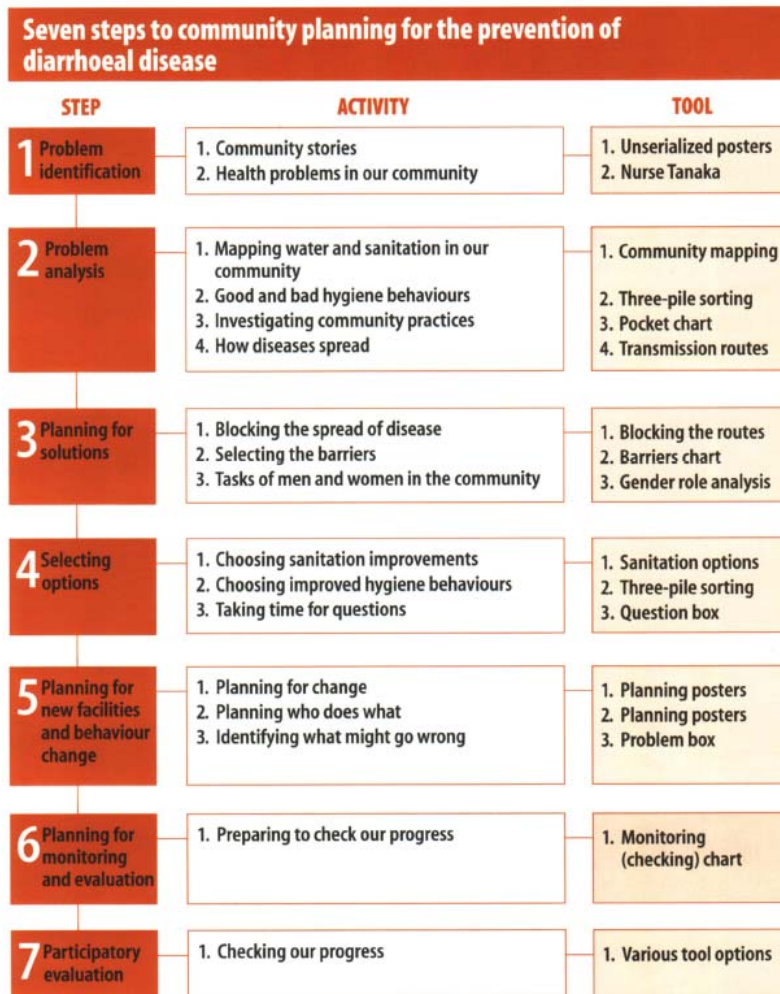 Seven steps to community planning for the prevention of
diarrhoeal disease
STEP
ACTIVITY
TOOL
1 Problem
identification
1. Community stories
2. Health problems in our community
1. Unserialized posters
2. Nurse Tanaka
2 Problem
analysis
1. Mapping water and sanitation in our
community
2. Good and bad hygiene behaviours
3. Investigating community practices
4. How diseases spread
1. Community mapping
2. Three-pile sorting
3. Pocket chart
4. Transmission routes
3 Planning for
solutions
1. Blocking the spread of disease
2. Selecting the barriers
3. Tasks of men and women in the community
1. Blocking the routes
2. Barriers chart
3. Gender role analysis
4 Selecting
options
1. Choosing sanitation improvements
2. Choosing improved hygiene behaviours
3. Taking time for questions
1. Sanitation options
2. Three-pile sorting
3. Question box
5 Planning for
new facilities
and behaviour
change
1. Planning for change
2. Planning who does what
3. Identifying what might go wrong
1. Planning posters
2. Planning posters
3. Problem box
6 Planning for
monitoring
and evaluation
1. Preparing to check our progress
1. Monitoring
(checking) chart
7 Participatory
evaluation
1. Checking our progress
1. Various tool options